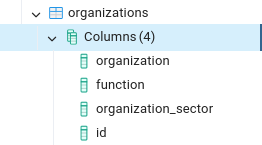 organizations
Columns (4)
organization
function
organization_sector
id